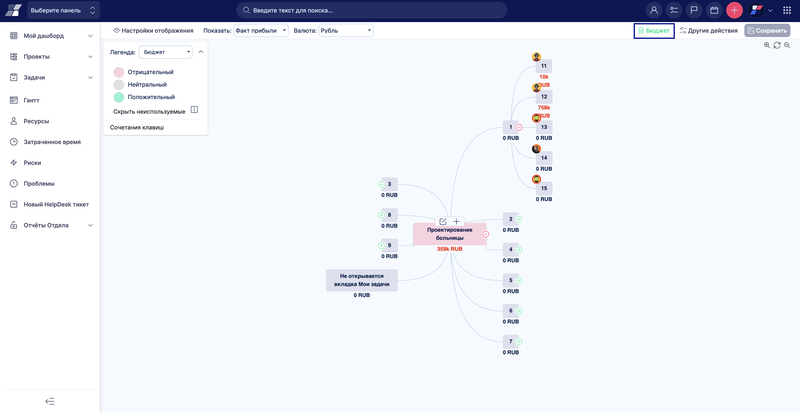 Выберите панель
Введите текст для поиска...
Мой дашборд
Проекты
Задачи
Гантт
Ресурсы
Затраченное время
Риски
Проблемы
Новый HelpDesk тикет
Отчёты Отдела
Настройки отображения
Показать: Факт прибыли
Валюта: Рубль
Бюджет
Другие действия
Сохранить
Легенда: Бюджет
Отрицательный
Нейтральный
Положительный
Скрыть неиспользуемые
Сочетания клавиш
11
10k RUB
12
758k RUB
1
0 RUB
13
0 RUB
14
0 RUB
15
0 RUB
3
0 RUB
8
0 RUB
9
0 RUB
Проектирование
больницы
359k RUB
Не открывается
вкладка Мои задачи
0 RUB
2
0 RUB
4
0 RUB
5
0 RUB
6
0 RUB
7
0 RUB